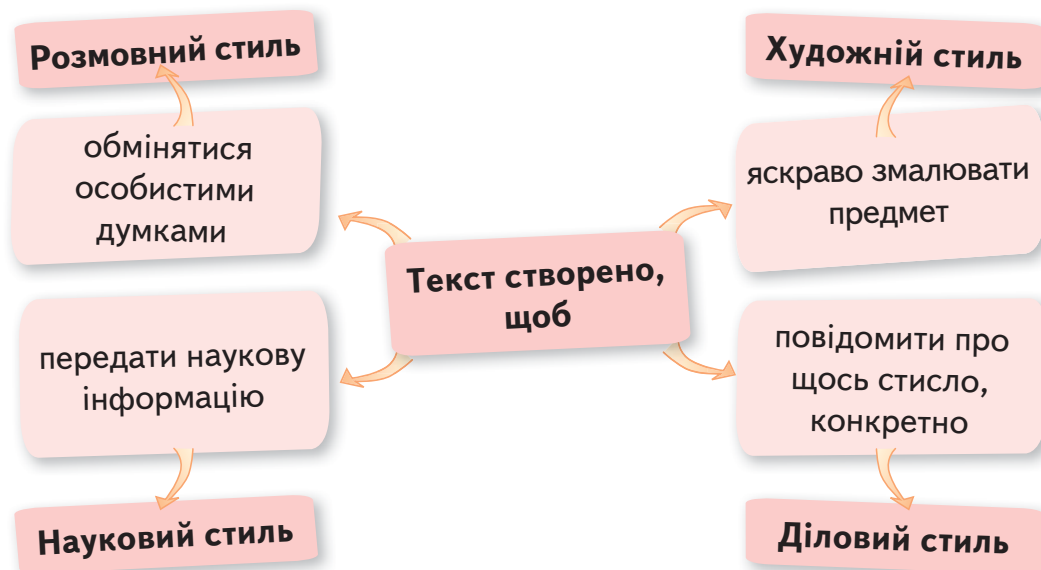 Розмовний стиль
обмінятися
особистими
думками
Художній стиль
яскраво змалювати
предмет
Текст створено,
щоб
передати наукову
інформацію
Науковий стиль
повідомити про
щось стисло,
конкретно
Діловий стиль